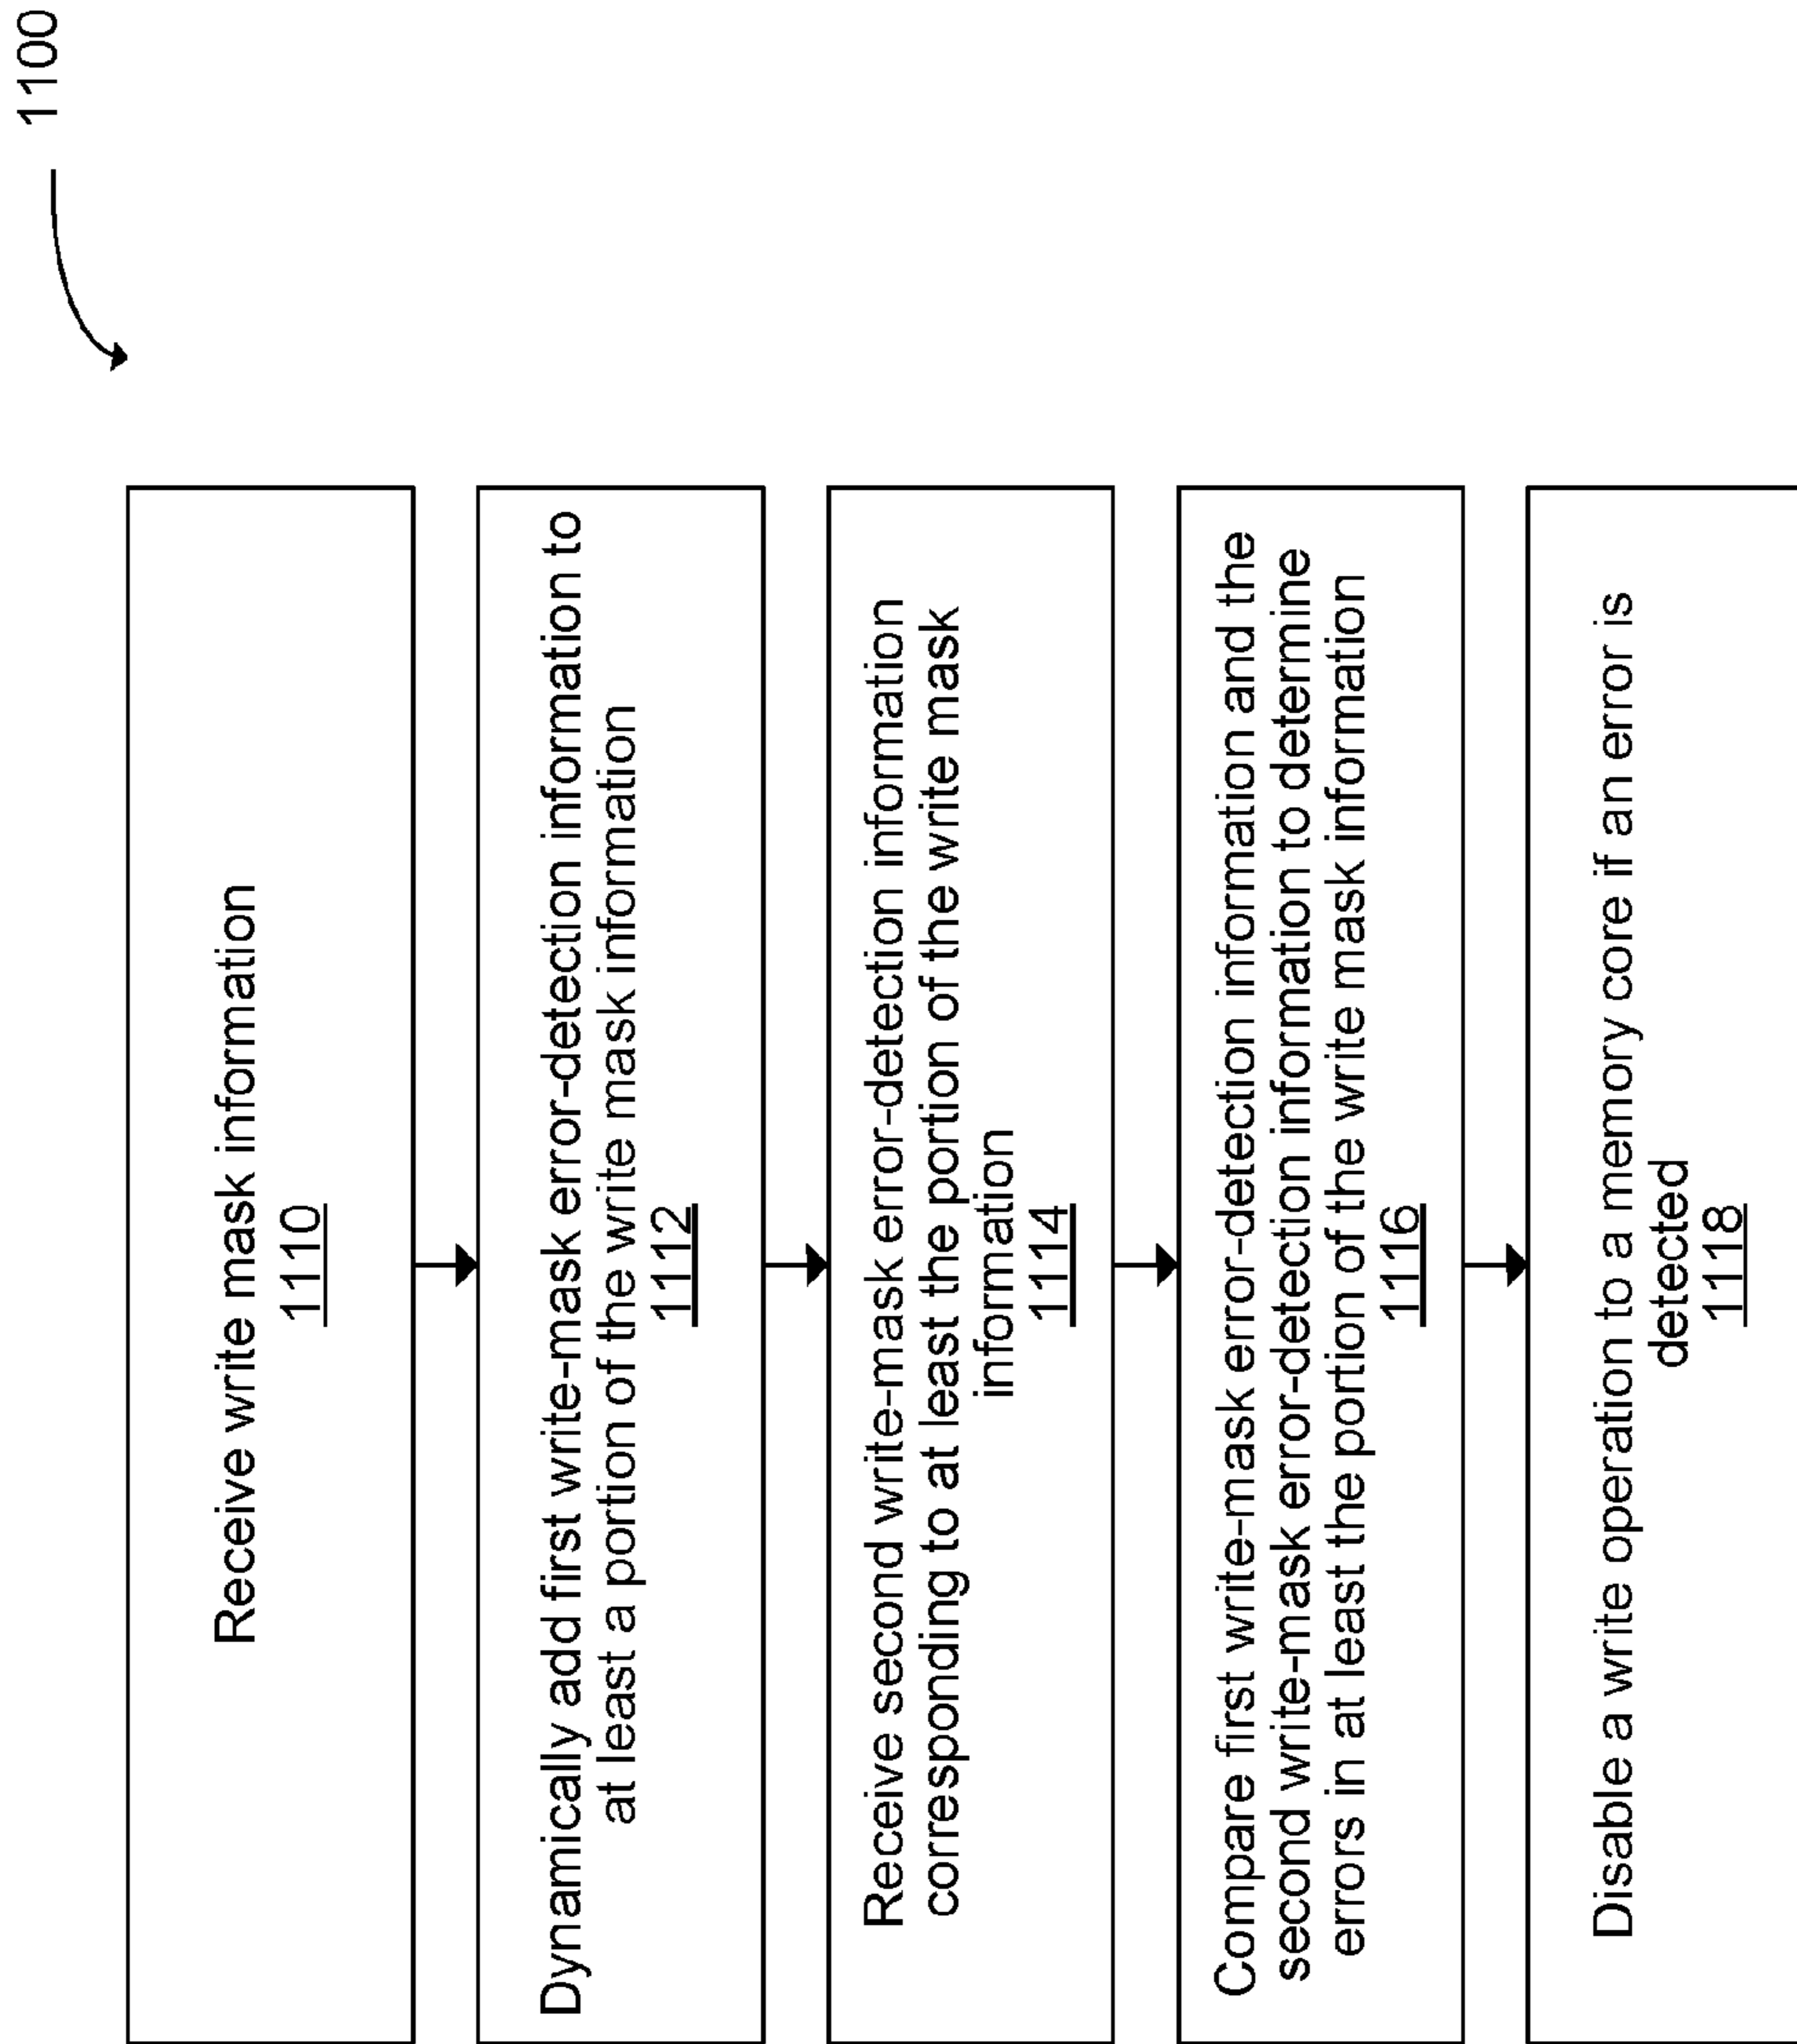 1100
Receive write mask information
1110
Dynamically add first write-mask error-detection information to
at least a portion of the write mask information
1112
Receive second write-mask error-detection information
corresponding to at least the portion of the write mask
information
1114
Compare first write-mask error-detection information and the
second write-mask error-detection information to determine
errors in at least the portion of the write mask information
1116
Disable a write operation to a memory core if an error is
detected
1118